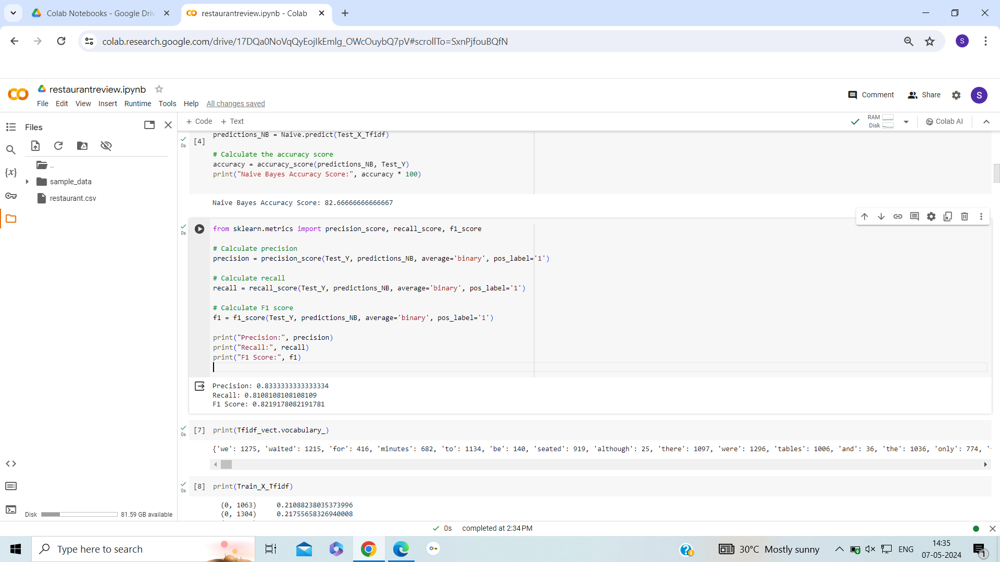 Colab Notebooks - Google Driv
restaurantreview.ipynb - Colab
colab.research.google.com/drive/17DQa0NoVqQyEojIkEmlg_OWcOuybQ7pV#scrollTo=SxnPjfouBQfN
S
restaurantreview.ipynb
Comment
Share
S
File Edit View Insert Runtime Tools Help All changes saved
Files
+ Code + Text
RAM
Disk
Colab AI
..
sample_data
restaurant.csv
{x}
0s
[4]
predictions_NB = Naive.predict(Test_X_Tfidf)
# Calculate the accuracy score
accuracy = accuracy_score(predictions_NB, Test_Y)
print("Naive Bayes Accuracy Score:", accuracy * 100)
Naive Bayes Accuracy Score: 82.66666666666667
0s
from sklearn.metrics import precision_score, recall_score, f1_score
# Calculate precision
precision = precision_score(Test_Y, predictions_NB, average='binary', pos_label='1')
# Calculate recall
recall = recall_score(Test_Y, predictions_NB, average='binary', pos_label='1')
# Calculate F1 score
f1 = f1_score(Test_Y, predictions_NB, average='binary', pos_label='1')
print("Precision:", precision)
print("Recall:", recall)
print("F1 Score:", f1)
Precision: 0.8333333333333334
Recall: 0.8108108108108109
F1 Score: 0.8219178082191781
0s
[7] print(Tfidf_vect.vocabulary_)
{'we': 1275, 'waited': 1215, 'for': 416, 'minutes': 682, 'to': 1134, 'be': 140, 'seated': 919, 'although': 25, 'there': 1097, 'were': 1296, 'tables': 1006, 'and': 36, 'the': 1036, 'only': 774, '
0s
[8] print(Train_X_Tfidf)
(0, 1063) 0.21088238035373996
(0, 1304) 0.21755658326940008
Disk 81.59 GB available
0s completed at 2:34 PM
Type here to search
30°C Mostly sunny
ENG
14:35
07-05-2024
1